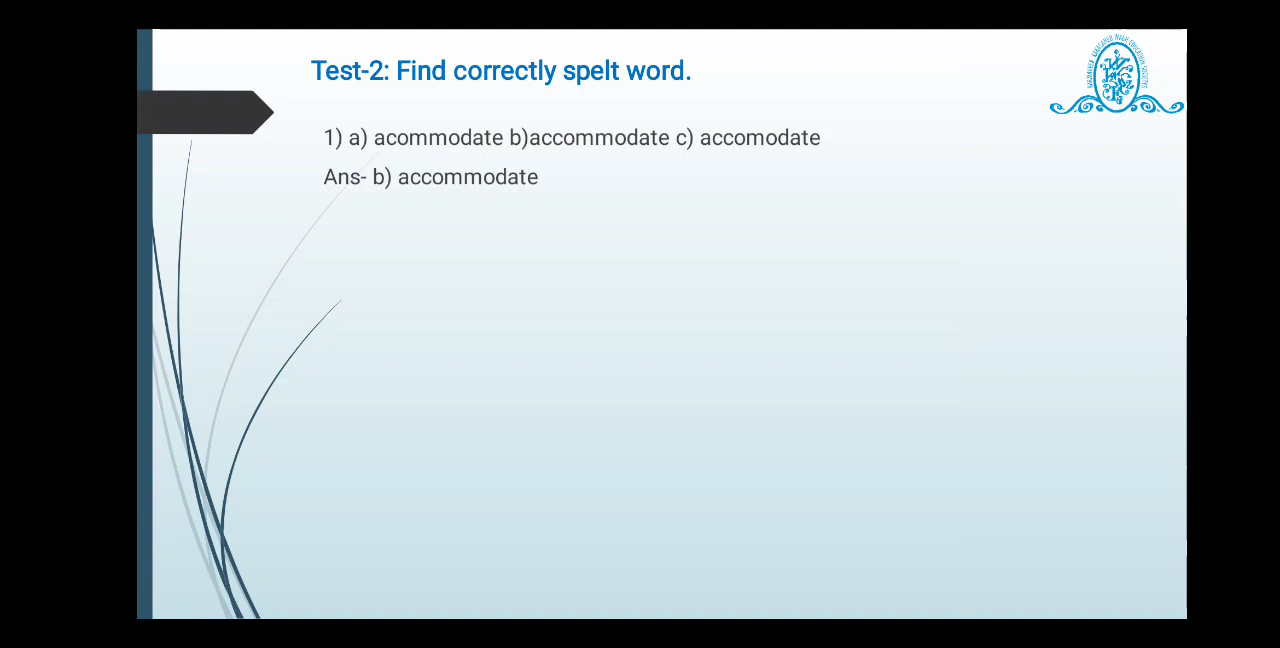 Test-2: Find correctly spelt word.
1) a) acommodate b)accommodate c) accomodate
Ans- b) accommodate